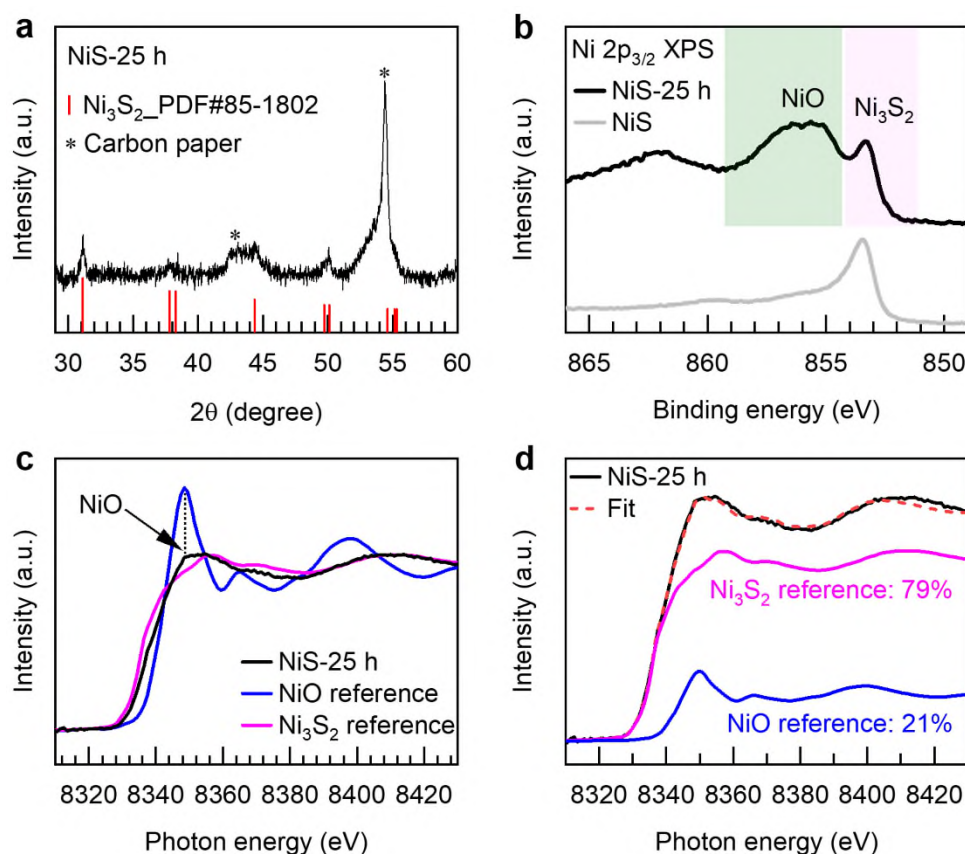 a
NiS-25 h
Ni₃S₂_PDF#85-1802
* Carbon paper
*
*
Intensity (a.u.)
30 35 40 45 50 55 60
2θ (degree)
b
Ni 2p₃/₂ XPS
NiS-25 h
NiS
NiO
Ni₃S₂
Intensity (a.u.)
865 860 855 850
Binding energy (eV)
c
NiO
NiS-25 h
NiO reference
Ni₃S₂ reference
Intensity (a.u.)
8320 8340 8360 8380 8400 8420
Photon energy (eV)
d
NiS-25 h
Fit
Ni₃S₂ reference: 79%
NiO reference: 21%
Intensity (a.u.)
8320 8340 8360 8380 8400 8420
Photon energy (eV)